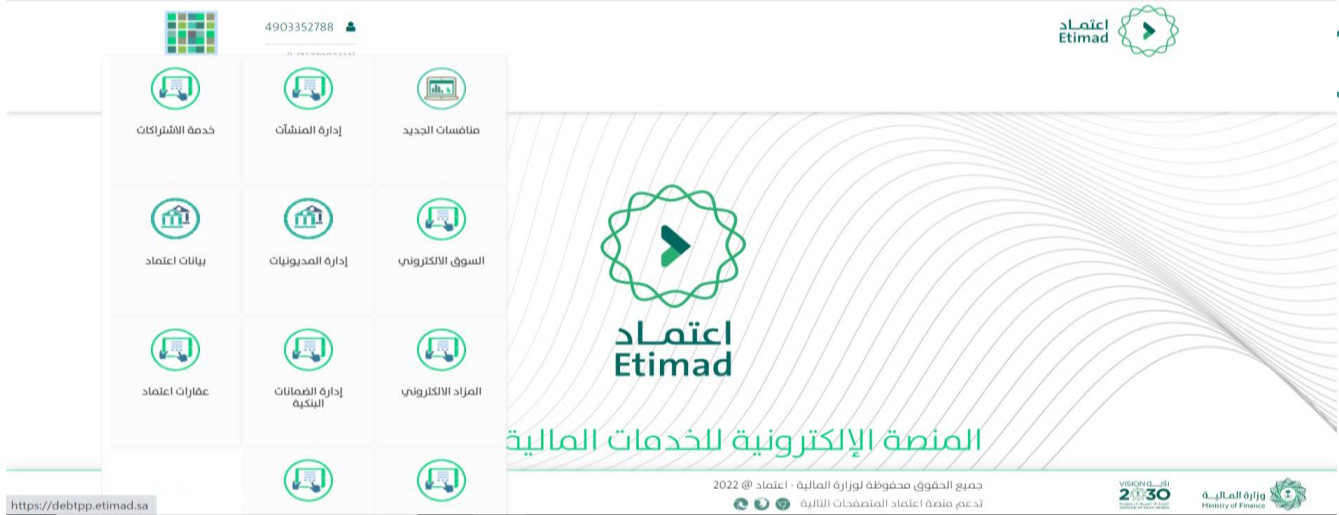 اعتماد
Etimad
4903352788
منافسات الجديد
إدارة المنشآت
خدمة الاشتراكات
السوق الالكتروني
إدارة المديونيات
بيانات اعتماد
المزاد الالكتروني
إدارة الضمانات
البنكية
عقارات اعتماد
اعتماد
Etimad
المنصة الإلكترونية للخدمات المالية
جميع الحقوق محفوظة لوزارة المالية - اعتماد @ 2022
تدعم منصة اعتماد المتصفحات التالية
VISION رؤيــة
2030
وزارة الماليــة
Ministry of Finance
https://debtpp.etimad.sa